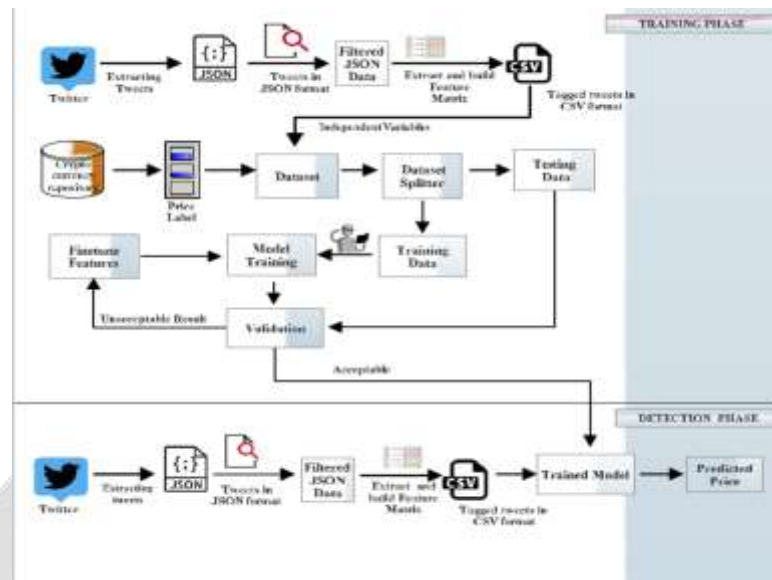 TRAINING PHASE
{;}
JSON
Filtered
JSON
Data
CSV
Twitter
Extracting
Tweets
Tweets in
JSON format
Extract and build
Feature
Matrix
Tagged tweets in
CSV format
Independent Variables
Crypto
currency
repository
Price
Label
Dataset
Dataset
Splitter
Testing
Data
Finetune
Features
Model
Training
Training
Data
Unacceptable Result
Validation
Acceptable
DETECTION PHASE
{;}
JSON
Filtered
JSON
Data
CSV
Twitter
Extracting
tweets
Tweets in
JSON format
Extract and
build Feature
Matrix
Tagged tweets in
CSV format
Trained Model
Predicted
Price